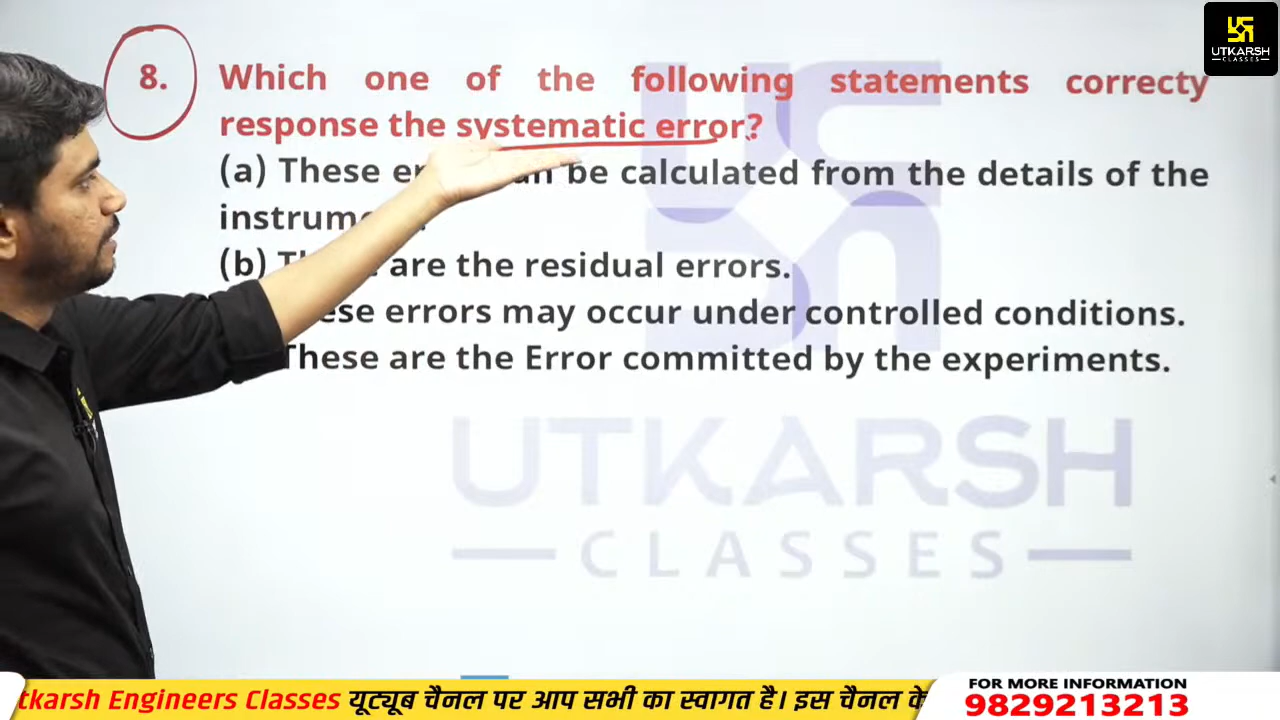 UTKARSH
CLASSES
8. Which one of the following statements correcty
response the systematic error?
(a) These be calculated from the details of the
(b) are the residual errors.
errors may occur under controlled conditions.
These are the Error committed by the experiments.
UTKARSH
CLASSES
tkarsh Engineers Classes यूट्यूब चैनल पर आप सभी का स्वागत है। इस चैनल के
FOR MORE INFORMATION
9829213213